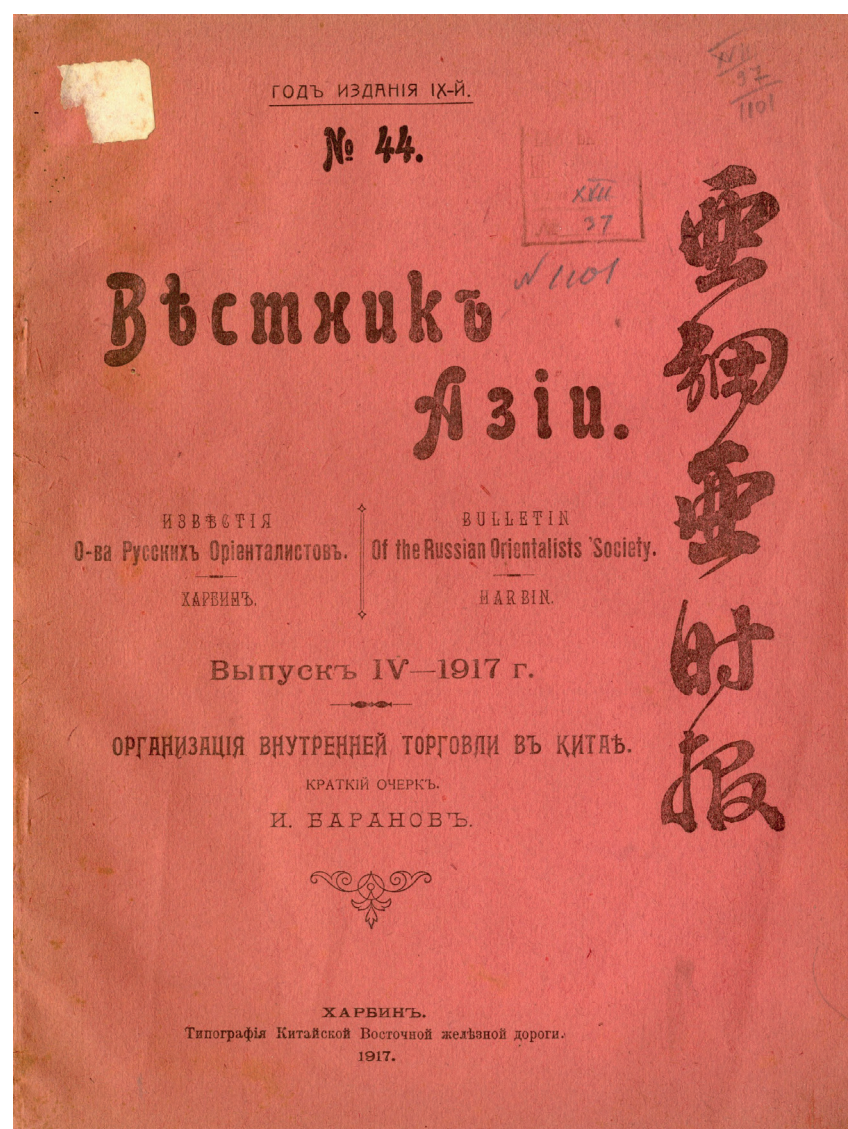 ГОДЪ ИЗДАНІЯ IX-Й.
№ 44.
XVII
37
1101
XVII
37
N 1101
Вѣстникъ
Азіи.
亞細亞時報
ИЗВѢСТІЯ
О-ва Русскихъ Оріенталистовъ.
ХАРБИНЪ.
BULLETIN
Of the Russian Orientalists 'Society.
HARBIN.
Выпускъ IV—1917 г.
ОРГАНИЗАЦІЯ ВНУТРЕННЕЙ ТОРГОВЛИ ВЪ КИТАѢ.
КРАТКІЙ ОЧЕРКЪ.
И. БАРАНОВЪ.
ХАРБИНЪ.
Типографія Китайской Восточной желѣзной дороги.
1917.